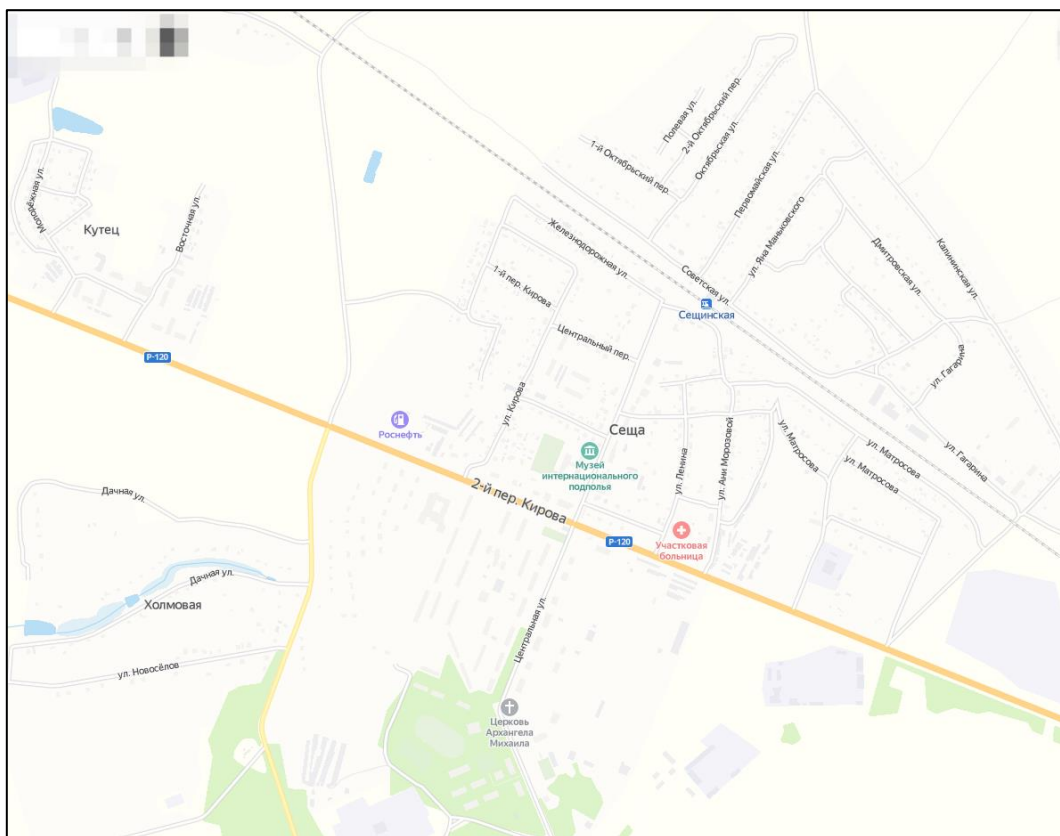 Полевая ул.
2-й Октябрьский пер.
1-й Октябрьский пер.
Октябрьская ул.
Первомайская ул.
Молодёжная ул.
Кутец
Восточная ул.
Железнодорожная ул.
ул. Яна Маньковского
Калининская ул.
Дмитровская ул.
1-й пер. Кирова
Советская ул.
Сещинская
Центральный пер.
Р-120
ул. Гагарина
ул. Кирова
Роснефть
Сеща
Музей
интернационального
подполья
ул. Ленина
ул. Ани Морозовой
ул. Матросова
ул. Матросова
ул. Матросова
ул. Гагарина
2-й пер. Кирова
Дачная ул.
Р-120
Участковая
больница
Дачная ул.
Холмовая
Центральная ул.
ул. Новосёлов
Церковь
Архангела
Михаила